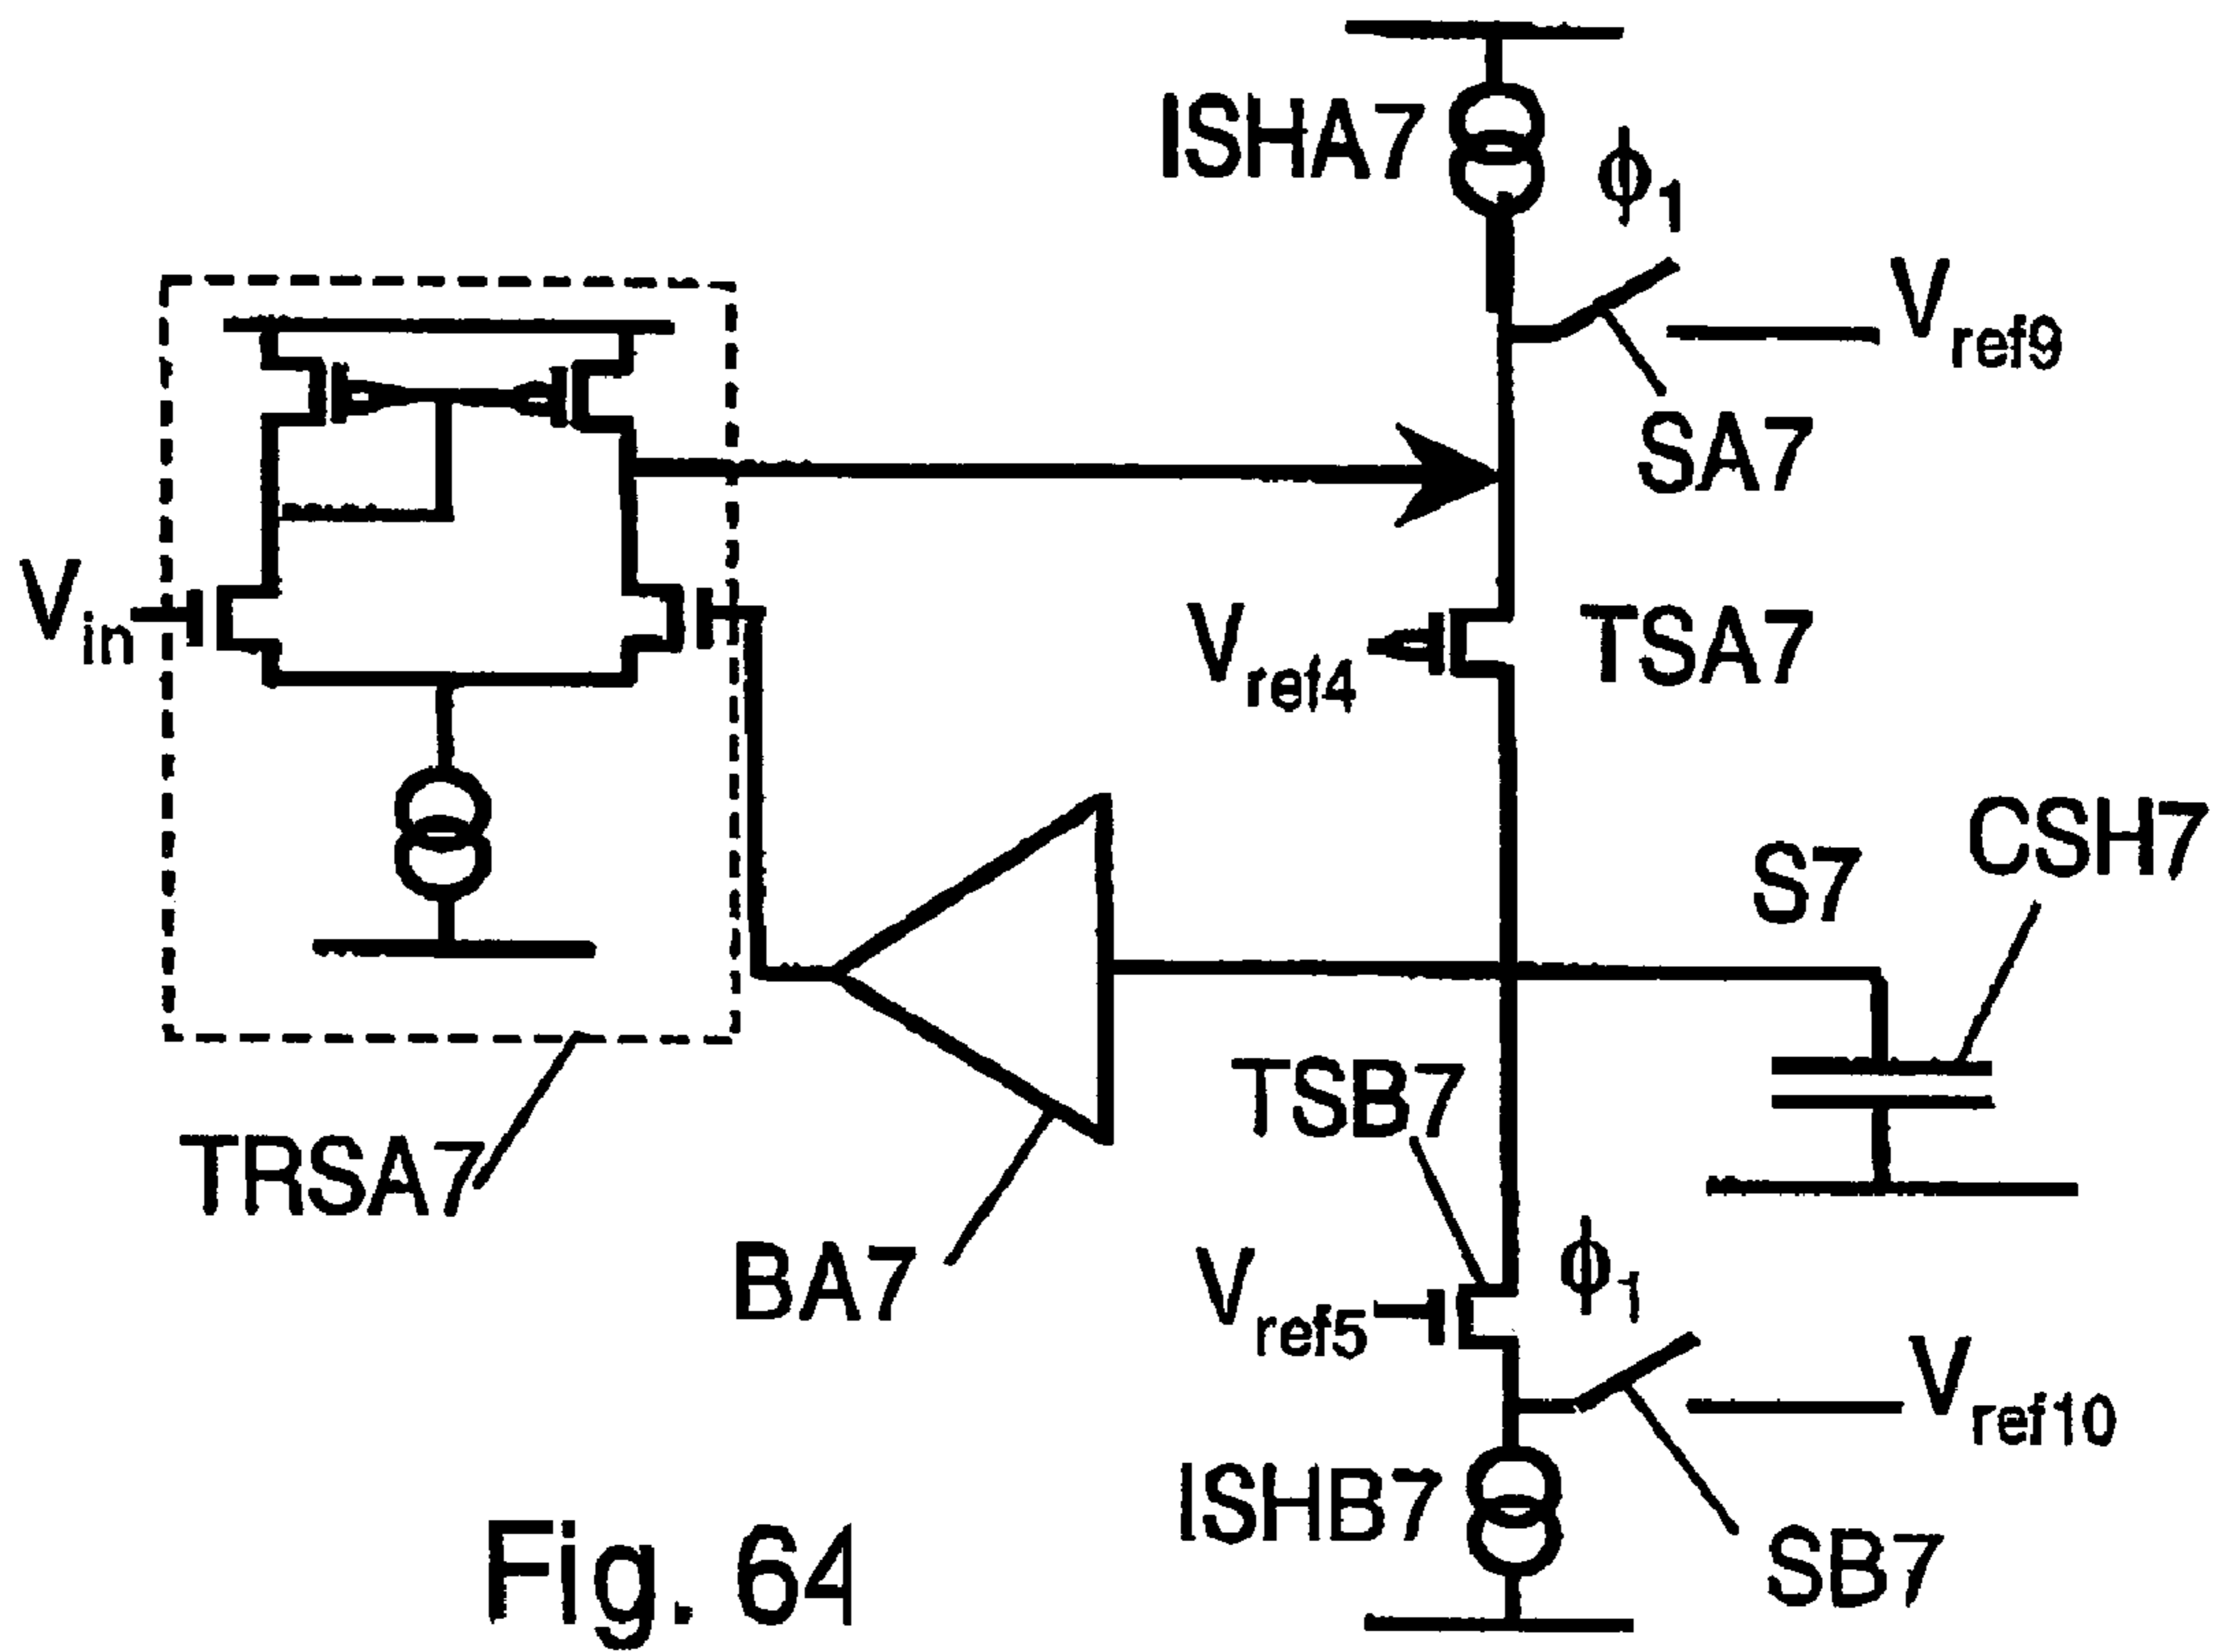 ISHA7
ϕ1
Vref9
SA7
Vin
Vref4
TSA7
S7
CSH7
TSB7
TRSA7
BA7
Vref5
ϕ1
Vref10
ISHB7
SB7
Fig. 64